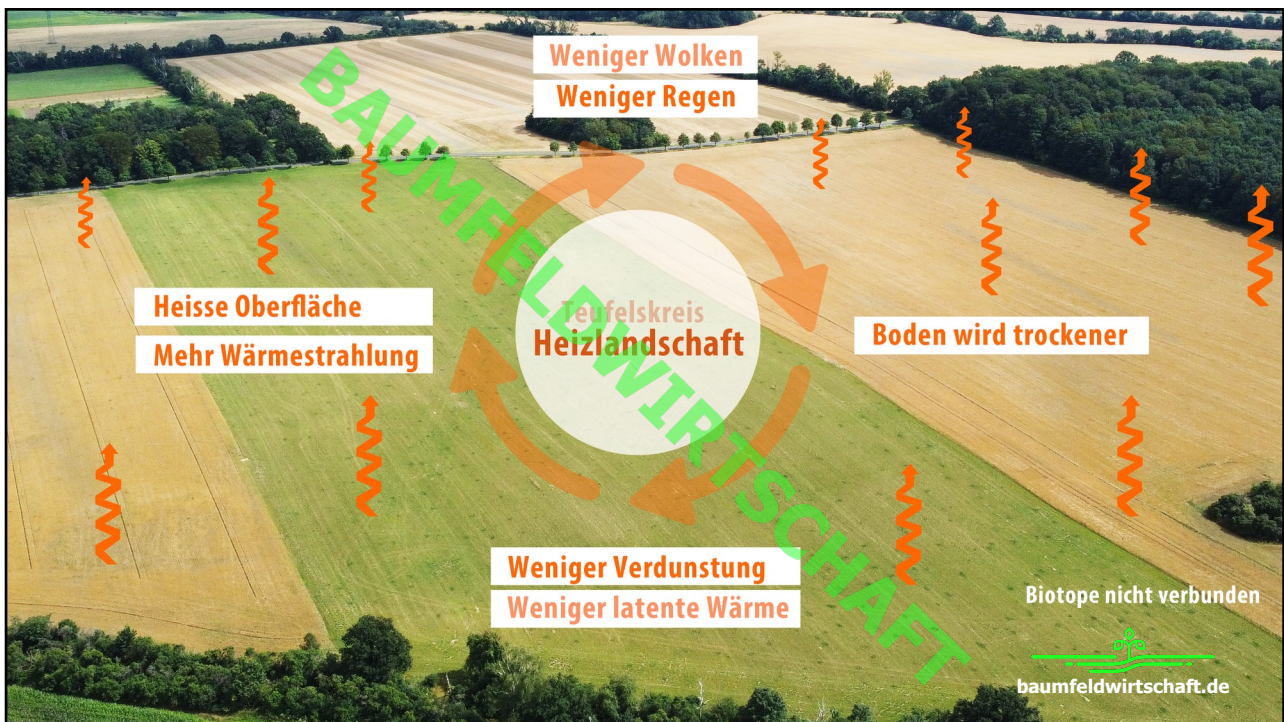 Weniger Wolken
Weniger Regen
Heisse Oberfläche
Mehr Wärmestrahlung
Teufelskreis
Heizlandschaft
Boden wird trockener
Weniger Verdunstung
Weniger latente Wärme
BAUMFELDWIRTSCHAFT
Biotope nicht verbunden
baumfeldwirtschaft.de